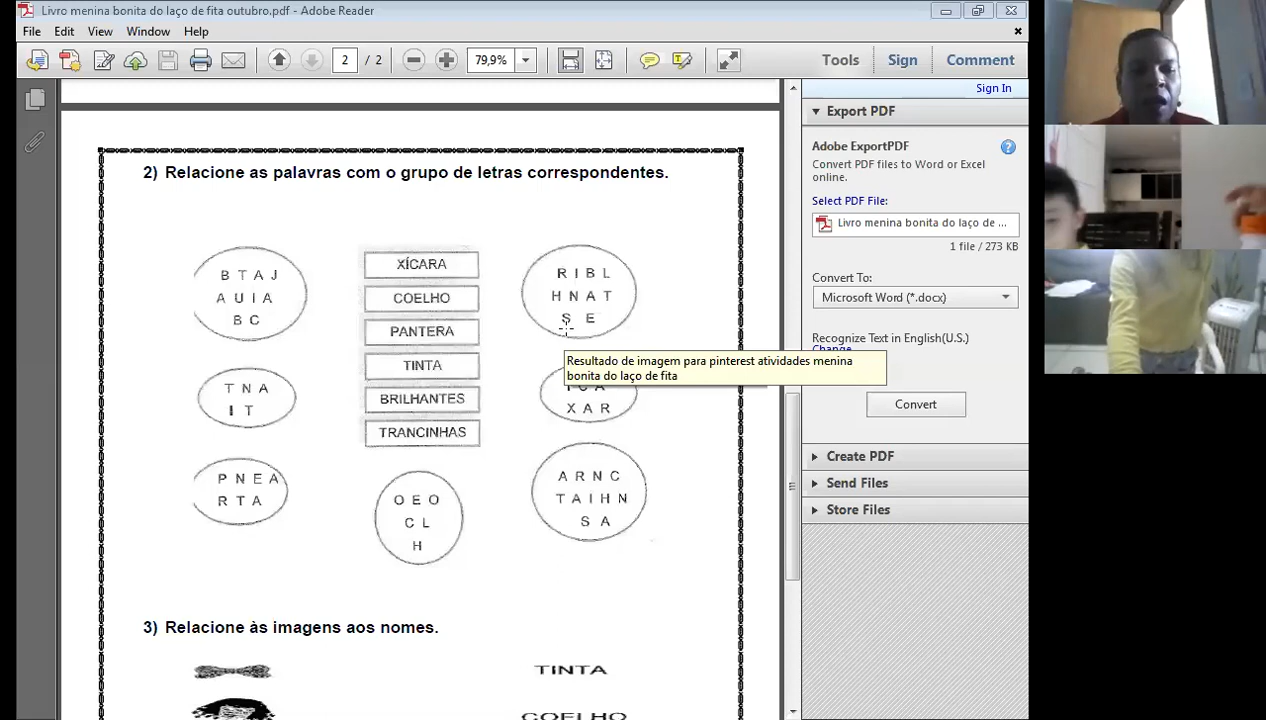 Livro menina bonita do laço de fita outubro.pdf - Adobe Reader
File Edit View Window Help
2 / 2 79,9% Tools Sign Comment
Sign In
Export PDF
Adobe ExportPDF
Convert PDF files to Word or Excel
online.
Select PDF File:
Livro menina bonita do laço de ...
1 file / 273 KB
Convert To:
Microsoft Word (*.docx)
Recognize Text in English(U.S.)
Change
Convert
Create PDF
Send Files
Store Files
2) Relacione as palavras com o grupo de letras correspondentes.
B T A J
A U I A
B C
T N A
I T
P N E A
R T A
XÍCARA
COELHO
PANTERA
TINTA
BRILHANTES
TRANCINHAS
O E O
C L
H
R I B L
H N A T
S E
Resultado de imagem para pinterest atividades menina
bonita do laço de fita
X A R
A R N C
T A I H N
S A
3) Relacione às imagens aos nomes.
TINTA
COELHO